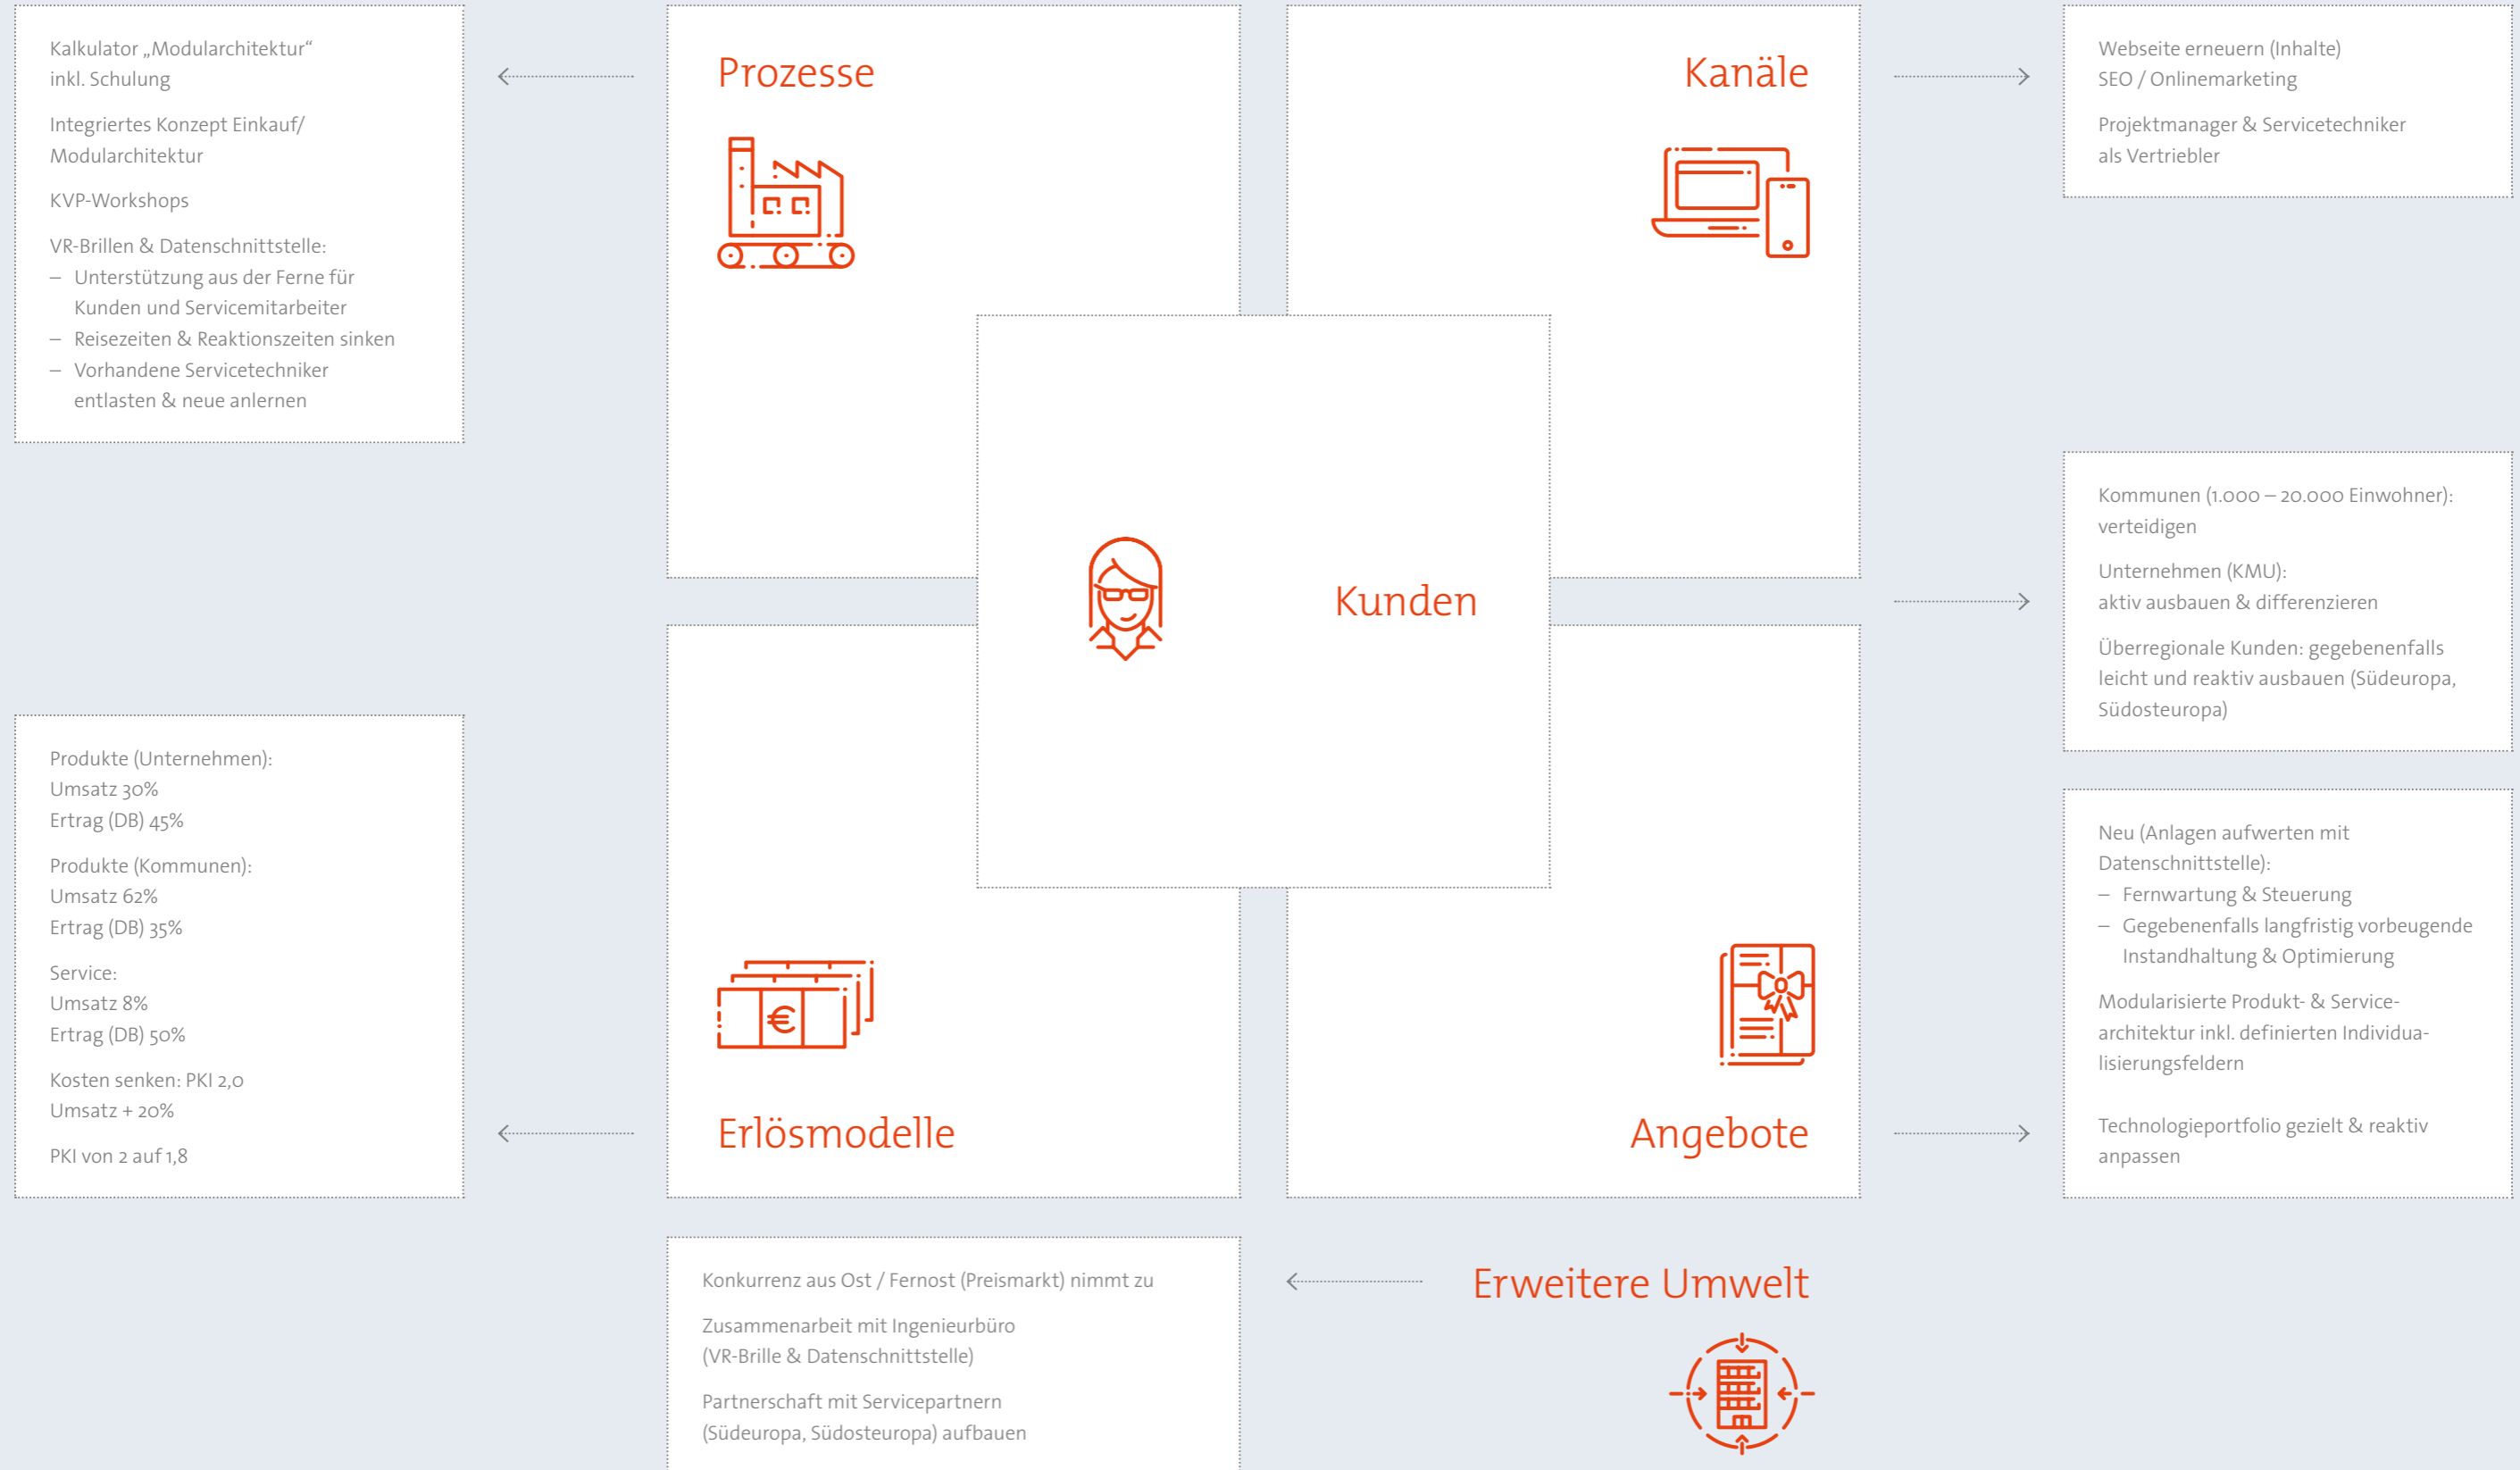 Prozesse
Kalkulator „Modularchitektur“
inkl. Schulung
Integriertes Konzept Einkauf/
Modularchitektur
KVP-Workshops
VR-Brillen & Datenschnittstelle:
– Unterstützung aus der Ferne für
Kunden und Servicemitarbeiter
– Reisezeiten & Reaktionszeiten sinken
– Vorhandene Servicetechniker
entlasten & neue anlernen
Kanäle
Webseite erneuern (Inhalte)
SEO / Onlinemarketing
Projektmanager & Servicetechniker
als Vertriebler
Kunden
Kommunen (1.000 – 20.000 Einwohner):
verteidigen
Unternehmen (KMU):
aktiv ausbauen & differenzieren
Überregionale Kunden: gegebenenfalls
leicht und reaktiv ausbauen (Südeuropa,
Südosteuropa)
Erlösmodelle
Produkte (Unternehmen):
Umsatz 30%
Ertrag (DB) 45%
Produkte (Kommunen):
Umsatz 62%
Ertrag (DB) 35%
Service:
Umsatz 8%
Ertrag (DB) 50%
Kosten senken: PKI 2,0
Umsatz + 20%
PKI von 2 auf 1,8
€
Angebote
Neu (Anlagen aufwerten mit
Datenschnittstelle):
– Fernwartung & Steuerung
– Gegebenenfalls langfristig vorbeugende
Instandhaltung & Optimierung
Modularisierte Produkt- & Service-
architektur inkl. definierten Individua-
lisierungsfeldern
Technologieportfolio gezielt & reaktiv
anpassen
Erweitere Umwelt
Konkurrenz aus Ost / Fernost (Preismarkt) nimmt zu
Zusammenarbeit mit Ingenieurbüro
(VR-Brille & Datenschnittstelle)
Partnerschaft mit Servicepartnern
(Südeuropa, Südosteuropa) aufbauen